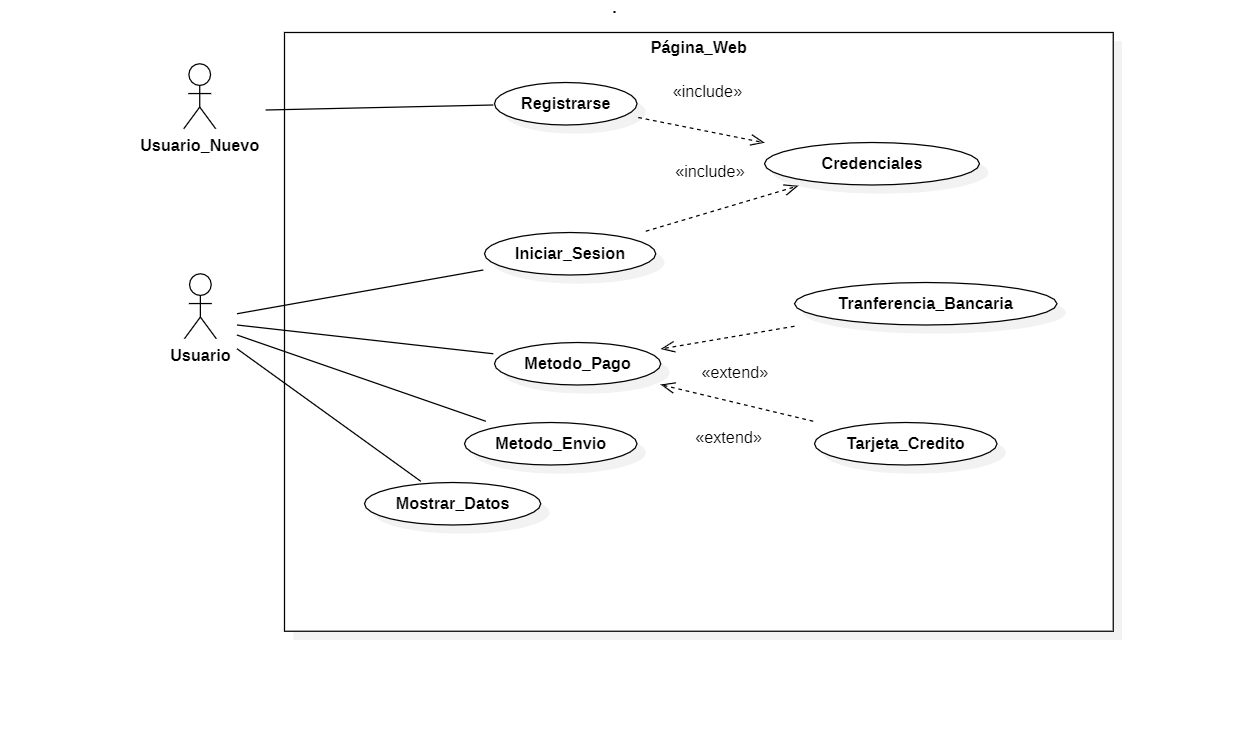 .
Página_Web
Registrarse
«include»
Usuario_Nuevo
Credenciales
«include»
Iniciar_Sesion
Tranferencia_Bancaria
Usuario
Metodo_Pago
«extend»
Metodo_Envio
«extend»
Tarjeta_Credito
Mostrar_Datos